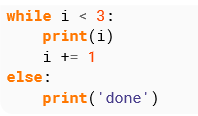 while i < 3:
    print(i)
    i += 1
else:
    print('done')